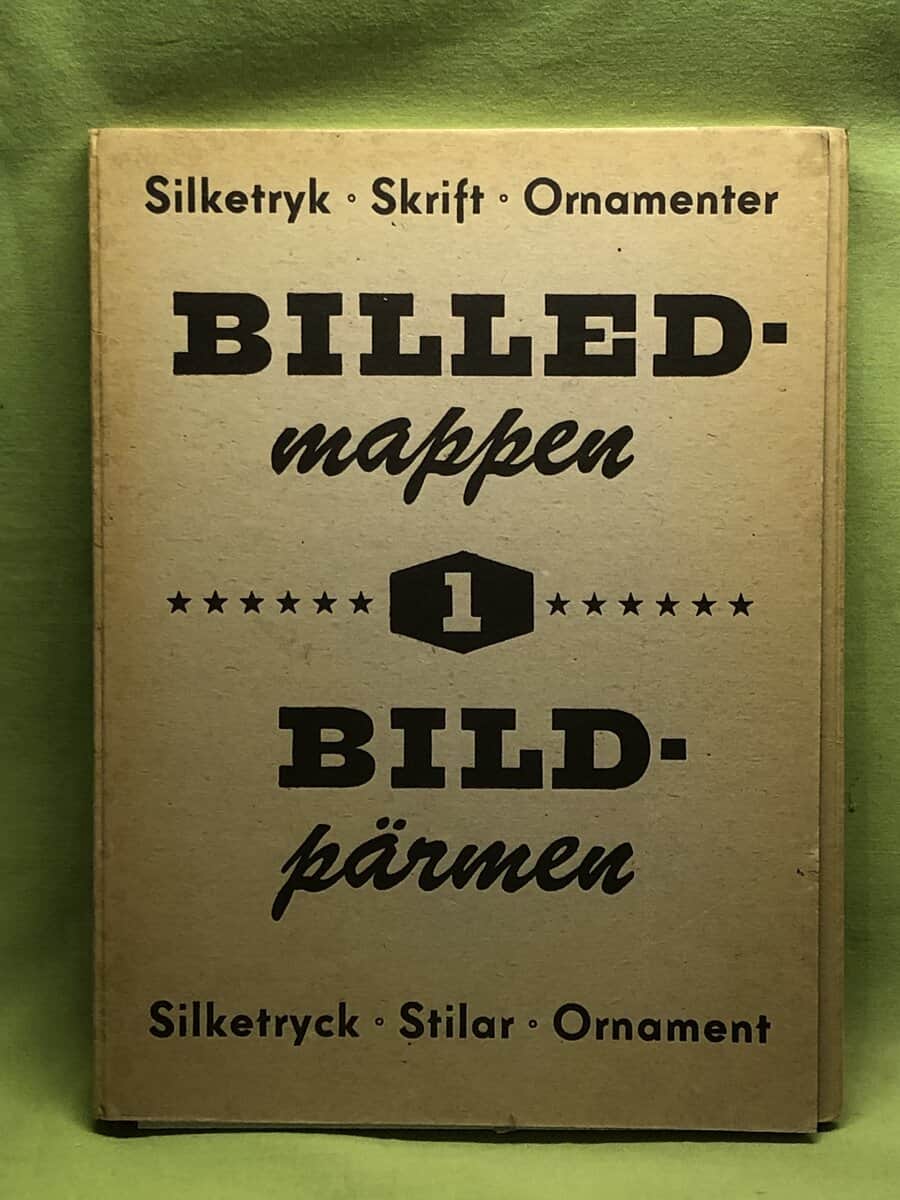 Silketryk ∘ Skrift ∘ Ornamenter
BILLED-
mappen
★★★★★★ 1 ★★★★★★
BILD-
pärmen
Silketryck ∘ Stilar ∘ Ornament